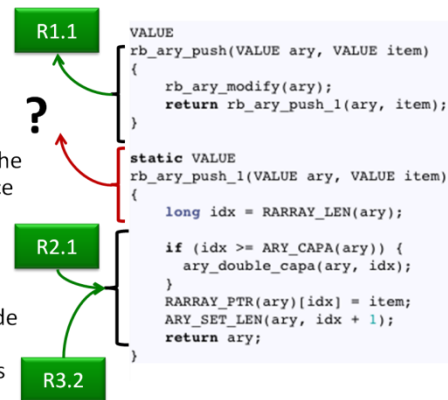 R1.1
?
he
ce
R2.1
de
s
R3.2
VALUE
rb_ary_push(VALUE ary, VALUE item)
{
    rb_ary_modify(ary);
    return rb_ary_push_1(ary, item);
}
static VALUE
rb_ary_push_1(VALUE ary, VALUE item)
{
    long idx = RARRAY_LEN(ary);
    if (idx >= ARY_CAPA(ary)) {
      ary_double_capa(ary, idx);
    }
    RARRAY_PTR(ary)[idx] = item;
    ARY_SET_LEN(ary, idx + 1);
    return ary;
}